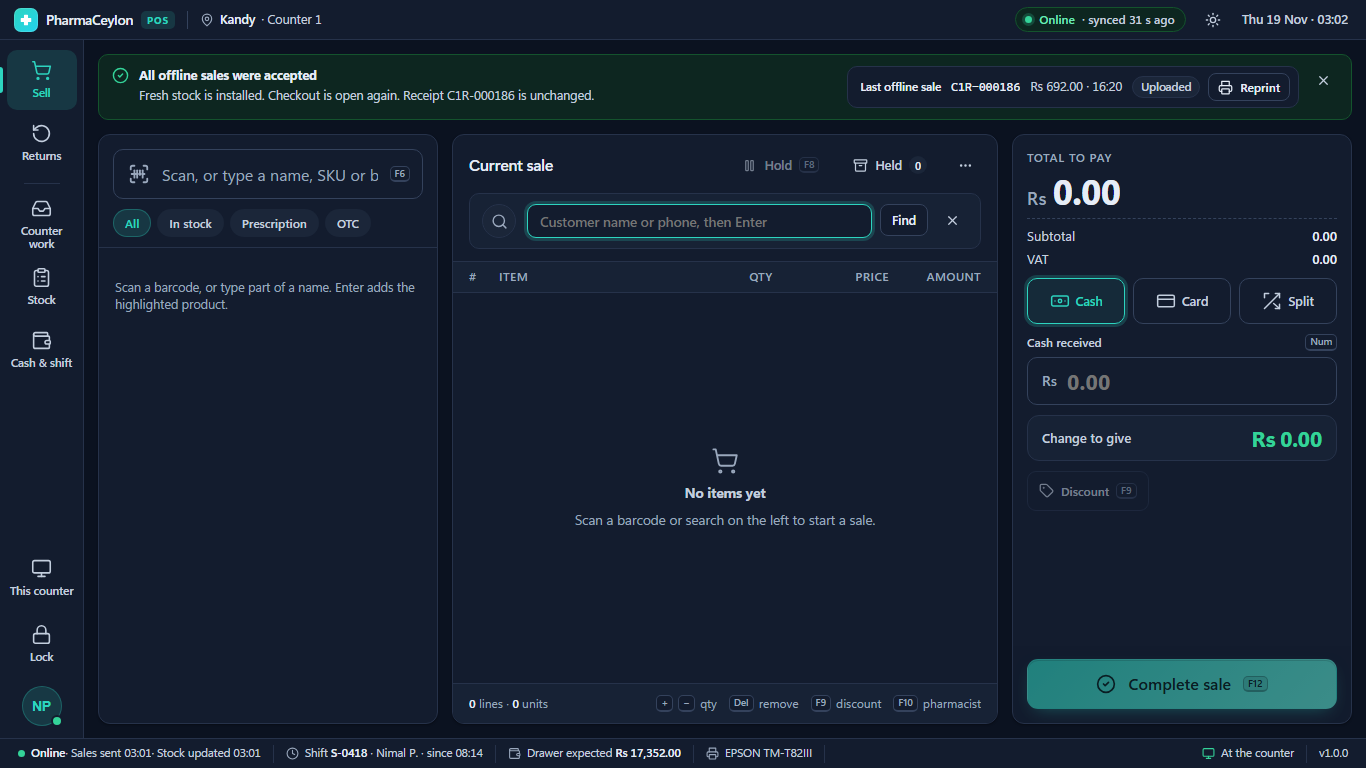 PharmaCeylon POS
Kandy · Counter 1
Online · synced 31 s ago
Thu 19 Nov · 03:02
Sell
Returns
Counter work
Stock
Cash & shift
This counter
Lock
NP
All offline sales were accepted
Fresh stock is installed. Checkout is open again. Receipt C1R-000186 is unchanged.
Last offline sale C1R-000186 Rs 692.00 · 16:20 Uploaded Reprint
Scan, or type a name, SKU or b F6
All In stock Prescription OTC
Scan a barcode, or type part of a name. Enter adds the
highlighted product.
Current sale
Hold F8
Held 0
Customer name or phone, then Enter
Find
# ITEM QTY PRICE AMOUNT
No items yet
Scan a barcode or search on the left to start a sale.
0 lines · 0 units
+ − qty Del remove F9 discount F10 pharmacist
TOTAL TO PAY
Rs 0.00
Subtotal 0.00
VAT 0.00
Cash Card Split
Cash received Num
Rs 0.00
Change to give Rs 0.00
Discount F9
Complete sale F12
Online · Sales sent 03:01 · Stock updated 03:01
Shift S-0418 · Nimal P. · since 08:14
Drawer expected Rs 17,352.00
EPSON TM-T82III
At the counter
v1.0.0